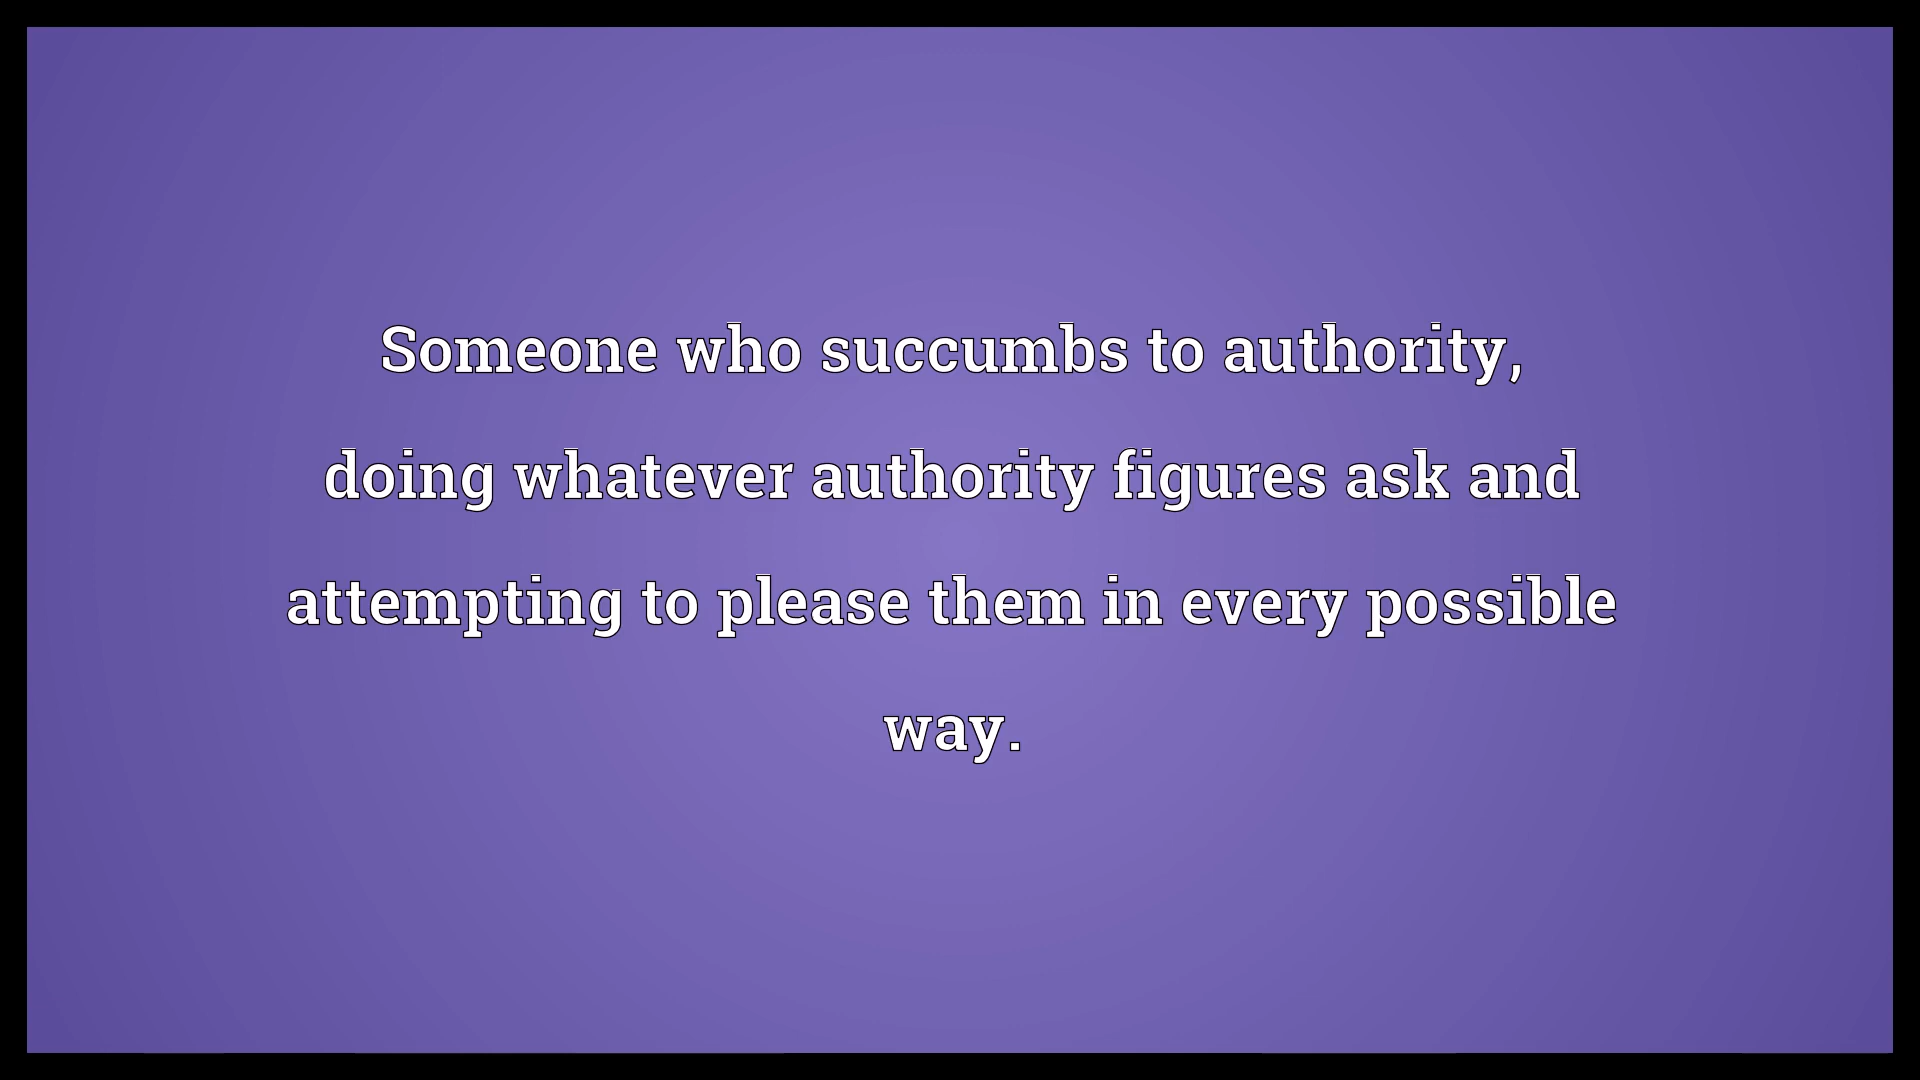 Someone who succumbs to authority,
doing whatever authority figures ask and
attempting to please them in every possible
way.